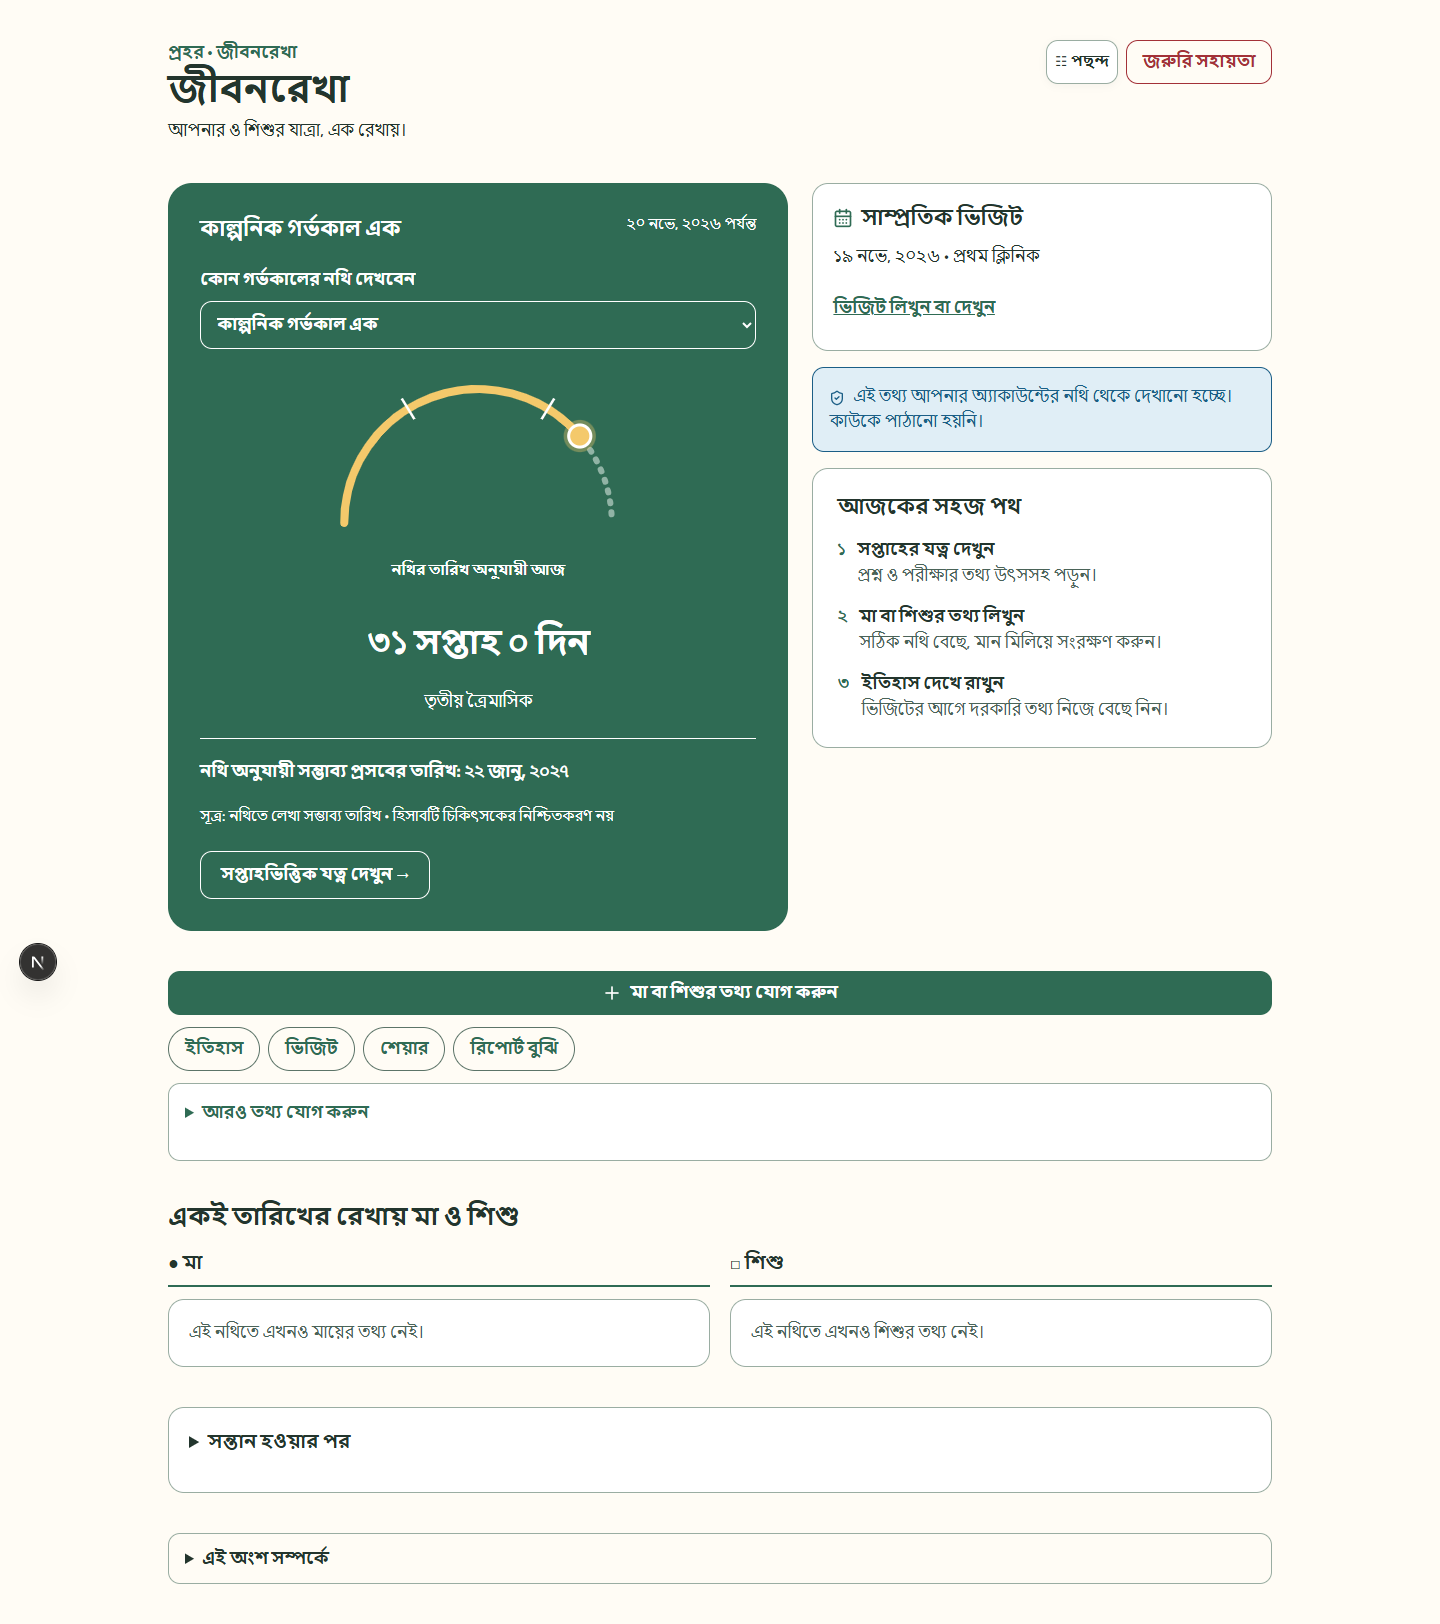 প্রহর • জীবনরেখা
জীবনরেখা
আপনার ও শিশুর যাত্রা, এক রেখায়।
পছন্দ
জরুরি সহায়তা
কাল্পনিক গর্ভকাল এক
২০ নভে, ২০২৬ পর্যন্ত
কোন গর্ভকালের নথি দেখবেন
কাল্পনিক গর্ভকাল এক
নথির তারিখ অনুযায়ী আজ
৩১ সপ্তাহ ০ দিন
তৃতীয় ত্রৈমাসিক
নথি অনুযায়ী সম্ভাব্য প্রসবের তারিখ: ২২ জানু, ২০২৭
সূত্র: নথিতে লেখা সম্ভাব্য তারিখ • হিসাবটি চিকিৎসকের নিশ্চিতকরণ নয়
সপ্তাহভিত্তিক যত্ন দেখুন →
সাম্প্রতিক ভিজিট
১৯ নভে, ২০২৬ • প্রথম ক্লিনিক
ভিজিট লিখুন বা দেখুন
এই তথ্য আপনার অ্যাকাউন্টের নথি থেকে দেখানো হচ্ছে।
কাউকে পাঠানো হয়নি।
আজকের সহজ পথ
১ সপ্তাহের যত্ন দেখুন
প্রশ্ন ও পরীক্ষার তথ্য উৎসসহ পড়ুন।
২ মা বা শিশুর তথ্য লিখুন
সঠিক নথি বেছে, মান মিলিয়ে সংরক্ষণ করুন।
৩ ইতিহাস দেখে রাখুন
ভিজিটের আগে দরকারি তথ্য নিজে বেছে নিন।
N
+ মা বা শিশুর তথ্য যোগ করুন
ইতিহাস
ভিজিট
শেয়ার
রিপোর্ট বুঝি
আরও তথ্য যোগ করুন
একই তারিখের রেখায় মা ও শিশু
● মা
□ শিশু
এই নথিতে এখনও মায়ের তথ্য নেই।
এই নথিতে এখনও শিশুর তথ্য নেই।
সন্তান হওয়ার পর
এই অংশ সম্পর্কে